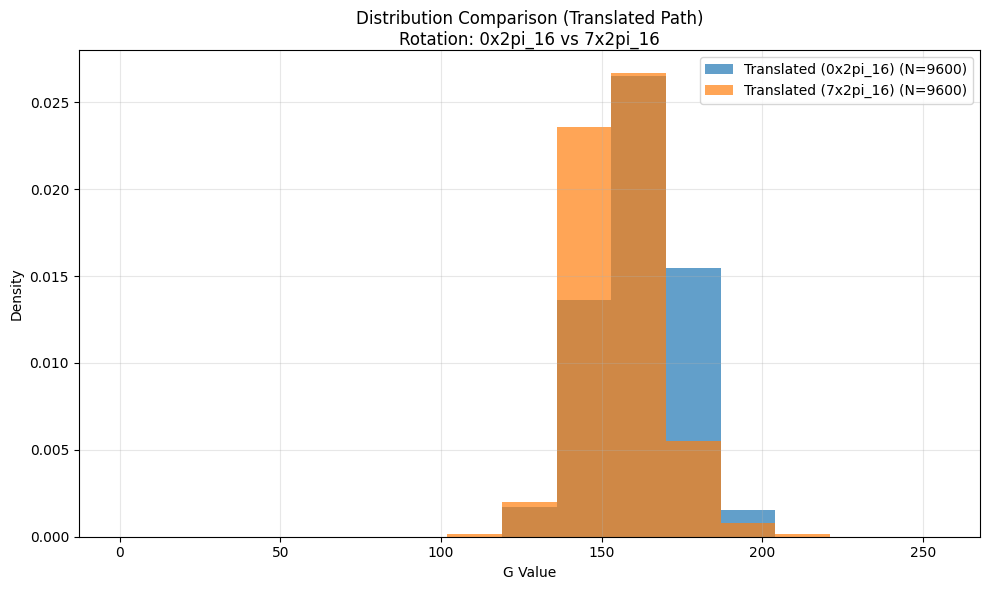 Distribution Comparison (Translated Path)
Rotation: 0x2pi_16 vs 7x2pi_16
Translated (0x2pi_16) (N=9600)
Translated (7x2pi_16) (N=9600)
Density
0.025
0.020
0.015
0.010
0.005
0.000
0 50 100 150 200 250
G Value